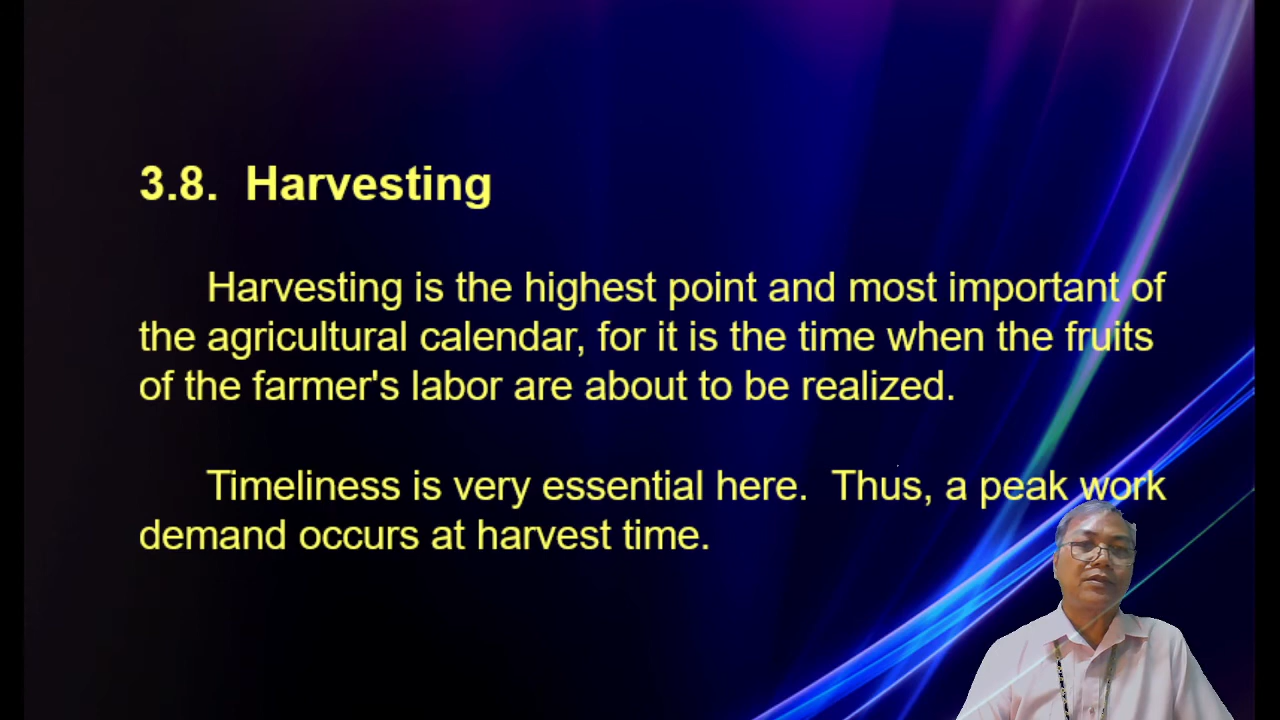 3.8. Harvesting
Harvesting is the highest point and most important of
the agricultural calendar, for it is the time when the fruits
of the farmer's labor are about to be realized.
Timeliness is very essential here. Thus, a peak work
demand occurs at harvest time.